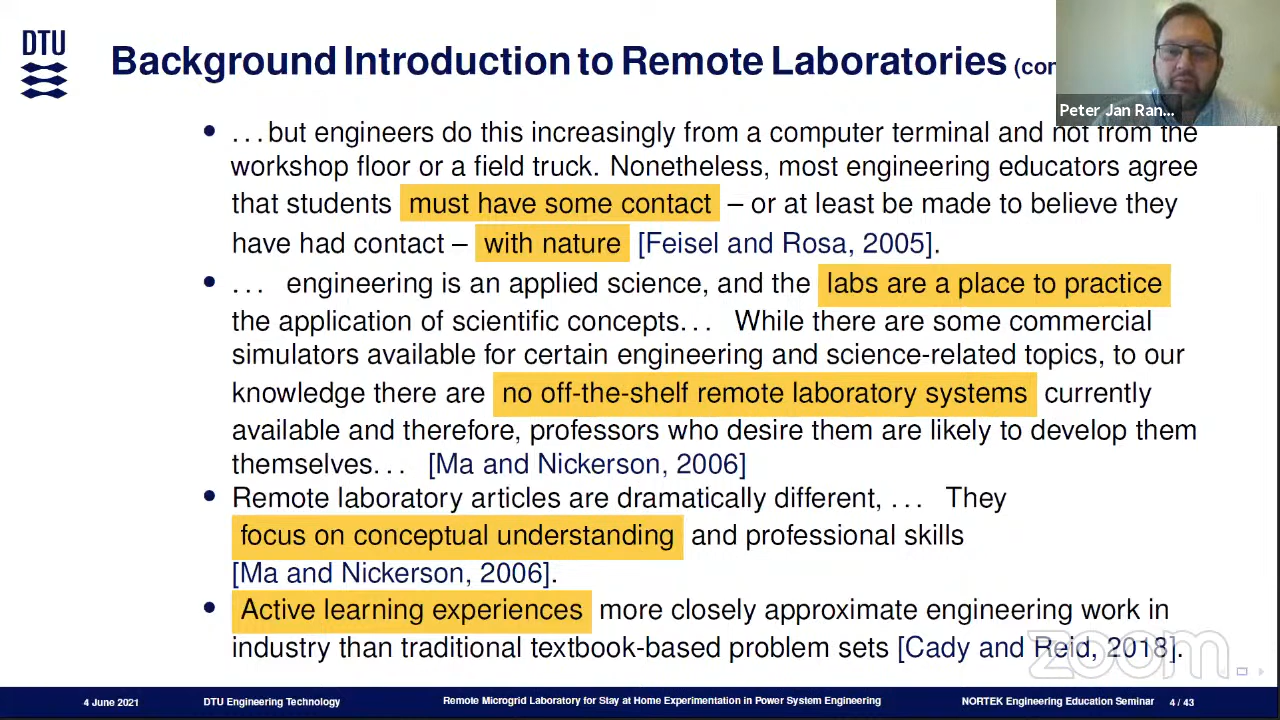 DTU
Background Introduction to Remote Laboratories (con
Peter Jan Ran...
...but engineers do this increasingly from a computer terminal and not from the
workshop floor or a field truck. Nonetheless, most engineering educators agree
that students must have some contact – or at least be made to believe they
have had contact – with nature [Feisel and Rosa, 2005].
... engineering is an applied science, and the labs are a place to practice
the application of scientific concepts... While there are some commercial
simulators available for certain engineering and science-related topics, to our
knowledge there are no off-the-shelf remote laboratory systems currently
available and therefore, professors who desire them are likely to develop them
themselves... [Ma and Nickerson, 2006]
Remote laboratory articles are dramatically different, ... They
focus on conceptual understanding and professional skills
[Ma and Nickerson, 2006].
Active learning experiences more closely approximate engineering work in
industry than traditional textbook-based problem sets [Cady and Reid, 2018].
zoom
4 June 2021 DTU Engineering Technology Remote Microgrid Laboratory for Stay at Home Experimentation in Power System Engineering NORTEK Engineering Education Seminar 4 / 43